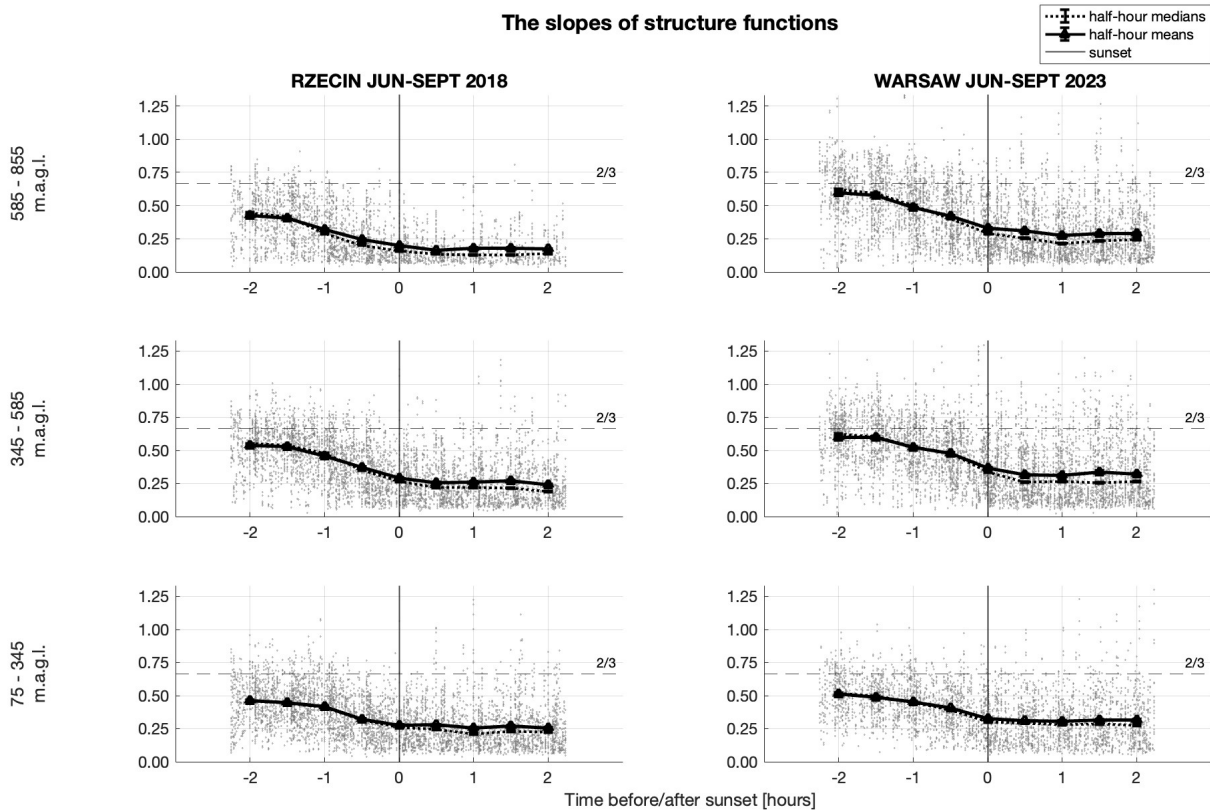 The slopes of structure functions
half-hour medians
half-hour means
sunset
RZECIN JUN-SEPT 2018
WARSAW JUN-SEPT 2023
585 - 855
m.a.g.l.
1.25
1.00
0.75
0.50
0.25
0.00
2/3
-2 -1 0 1 2
1.25
1.00
0.75
0.50
0.25
0.00
2/3
-2 -1 0 1 2
345 - 585
m.a.g.l.
1.25
1.00
0.75
0.50
0.25
0.00
2/3
-2 -1 0 1 2
1.25
1.00
0.75
0.50
0.25
0.00
2/3
-2 -1 0 1 2
75 - 345
m.a.g.l.
1.25
1.00
0.75
0.50
0.25
0.00
2/3
-2 -1 0 1 2
1.25
1.00
0.75
0.50
0.25
0.00
2/3
-2 -1 0 1 2
Time before/after sunset [hours]